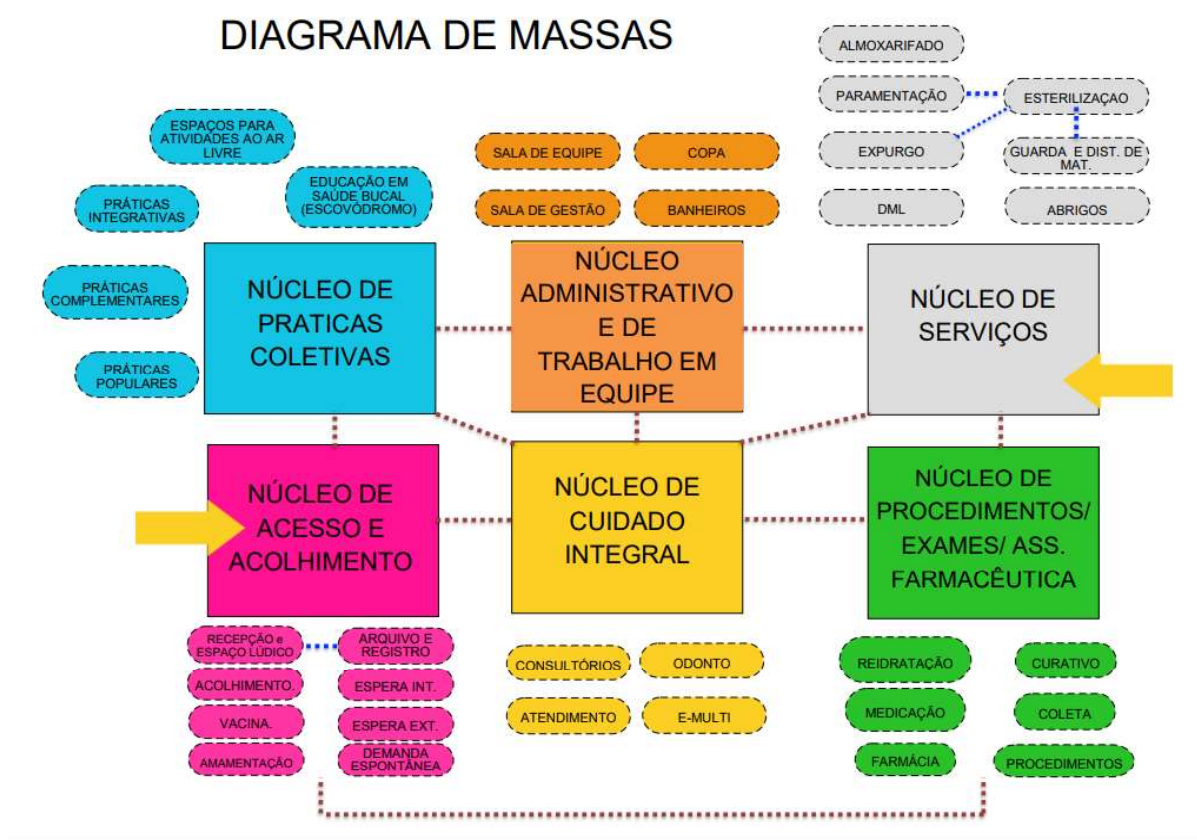 DIAGRAMA DE MASSAS
ALMOXARIFADO
PARAMENTAÇÃO
ESTERILIZAÇAO
EXPURGO
GUARDA E DIST. DE
MAT.
DML
ABRIGOS
ESPAÇOS PARA
ATIVIDADES AO AR
LIVRE
EDUCAÇÃO EM
SAÚDE BUCAL
(ESCOVÓDROMO)
PRÁTICAS
INTEGRATIVAS
PRÁTICAS
COMPLEMENTARES
PRÁTICAS
POPULARES
SALA DE EQUIPE
COPA
SALA DE GESTÃO
BANHEIROS
NÚCLEO DE
PRATICAS
COLETIVAS
NÚCLEO
ADMINISTRATIVO
E DE
TRABALHO EM
EQUIPE
NÚCLEO DE
SERVIÇOS
NÚCLEO DE
ACESSO E
ACOLHIMENTO
NÚCLEO DE
CUIDADO
INTEGRAL
NÚCLEO DE
PROCEDIMENTOS/
EXAMES/ ASS.
FARMACÊUTICA
RECEPÇÃO e
ESPAÇO LÚDICO
ARQUIVO E
REGISTRO
ACOLHIMENTO.
ESPERA INT.
VACINA.
ESPERA EXT.
AMAMENTAÇÃO
DEMANDA
ESPONTÂNEA
CONSULTÓRIOS
ODONTO
ATENDIMENTO
E-MULTI
REIDRATAÇÃO
CURATIVO
MEDICAÇÃO
COLETA
FARMÁCIA
PROCEDIMENTOS